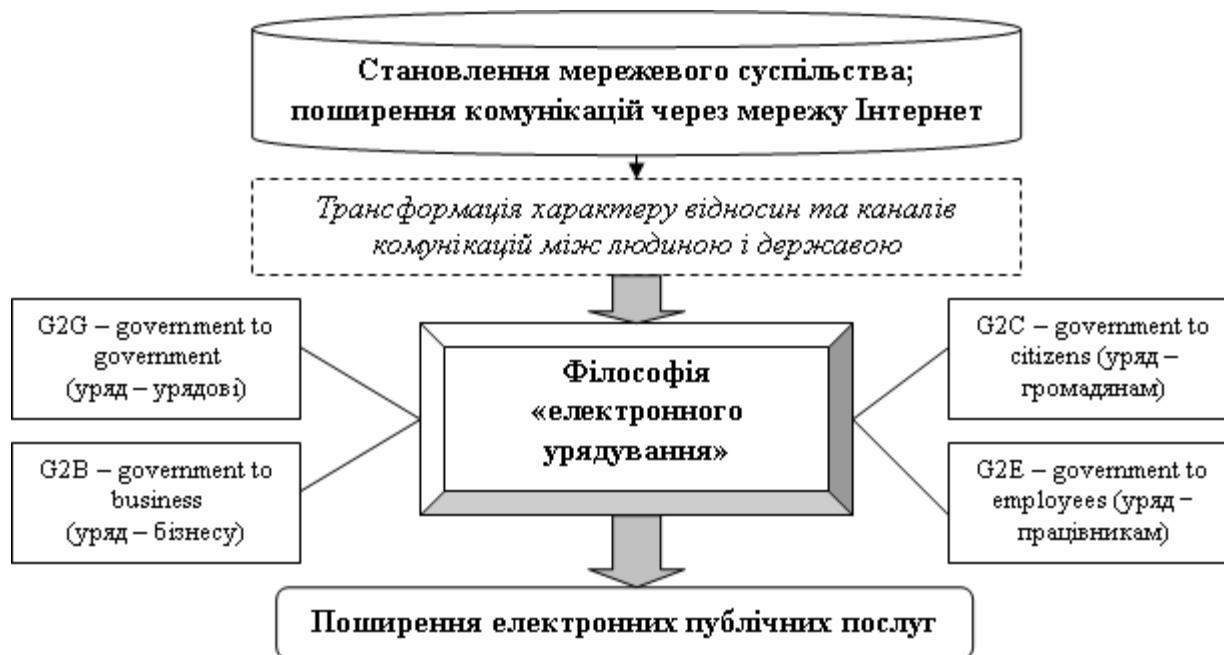 Становлення мережевого суспільства;
поширення комунікацій через мережу Інтернет
Трансформація характеру відносин та каналів
комунікацій між людиною і державою
G2G – government to
government
(уряд – урядові)
G2B – government to
business
(уряд – бізнесу)
Філософія
«електронного
урядування»
G2C – government to
citizens (уряд –
громадянам)
G2E – government to
employees (уряд –
працівникам)
Поширення електронних публічних послуг